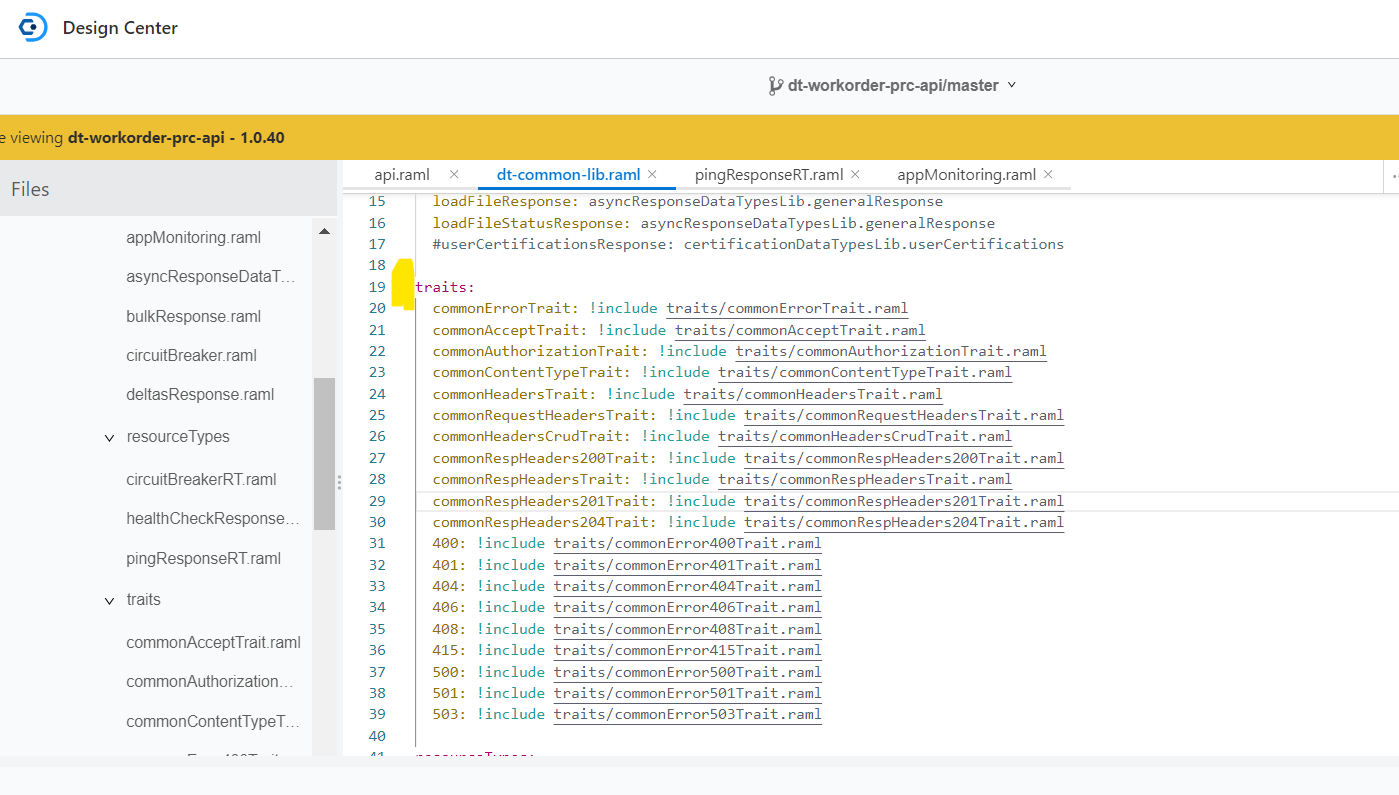 Design Center
dt-workorder-prc-api/master
e viewing dt-workorder-prc-api - 1.0.40
Files
appMonitoring.raml
asyncResponseDataT…
bulkResponse.raml
circuitBreaker.raml
deltasResponse.raml
resourceTypes
circuitBreakerRT.raml
healthCheckResponse…
pingResponseRT.raml
traits
commonAcceptTrait.raml
commonAuthorization…
commonContentTypeT…
api.raml × dt-common-lib.raml × pingResponseRT.raml × appMonitoring.raml ×
15 loadFileResponse: asyncResponseDataTypesLib.generalResponse
16 loadFileStatusResponse: asyncResponseDataTypesLib.generalResponse
17 #userCertificationsResponse: certificationDataTypesLib.userCertifications
18
19 traits:
20 commonErrorTrait: !include traits/commonErrorTrait.raml
21 commonAcceptTrait: !include traits/commonAcceptTrait.raml
22 commonAuthorizationTrait: !include traits/commonAuthorizationTrait.raml
23 commonContentTypeTrait: !include traits/commonContentTypeTrait.raml
24 commonHeadersTrait: !include traits/commonHeadersTrait.raml
25 commonRequestHeadersTrait: !include traits/commonRequestHeadersTrait.raml
26 commonHeadersCrudTrait: !include traits/commonHeadersCrudTrait.raml
27 commonRespHeaders200Trait: !include traits/commonRespHeaders200Trait.raml
28 commonRespHeadersTrait: !include traits/commonRespHeadersTrait.raml
29 commonRespHeaders201Trait: !include traits/commonRespHeaders201Trait.raml
30 commonRespHeaders204Trait: !include traits/commonRespHeaders204Trait.raml
31 400: !include traits/commonError400Trait.raml
32 401: !include traits/commonError401Trait.raml
33 404: !include traits/commonError404Trait.raml
34 406: !include traits/commonError406Trait.raml
35 408: !include traits/commonError408Trait.raml
36 415: !include traits/commonError415Trait.raml
37 500: !include traits/commonError500Trait.raml
38 501: !include traits/commonError501Trait.raml
39 503: !include traits/commonError503Trait.raml
40